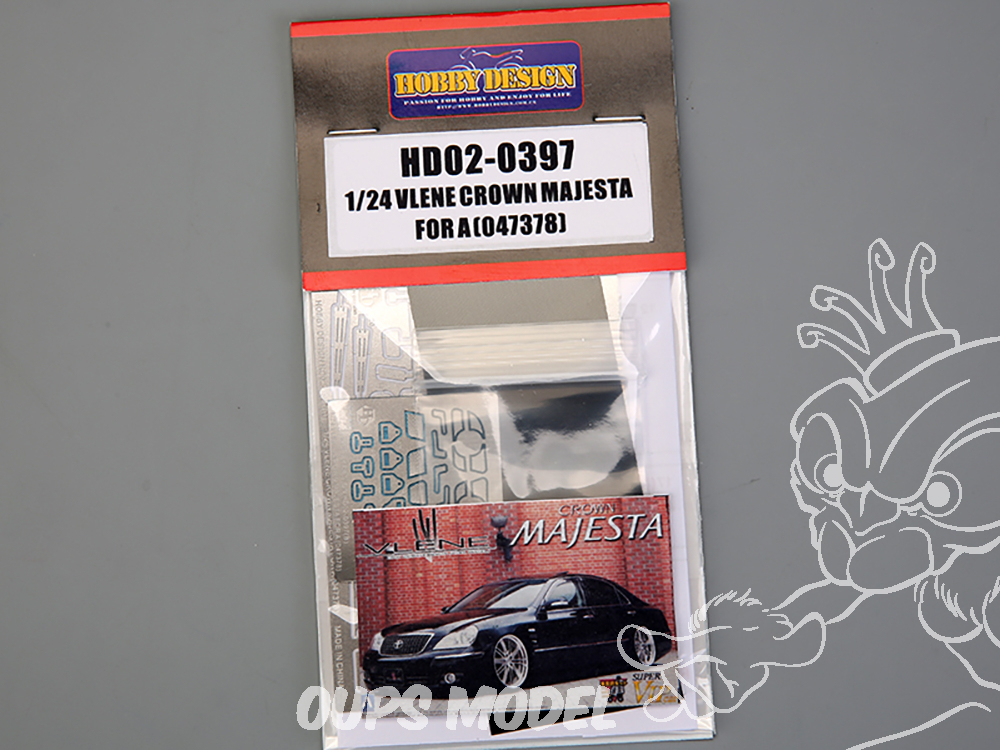 HOBBY DESIGN
PASSION FOR HOBBY AND ENJOY FOR LIFE
HD02-0397
1/24 VLENE CROWN MAJESTA
FOR A(047378)
CROWN
MAJESTA
VLENE
SUPER
VIP
MADE IN CHINA
OUPS MODEL